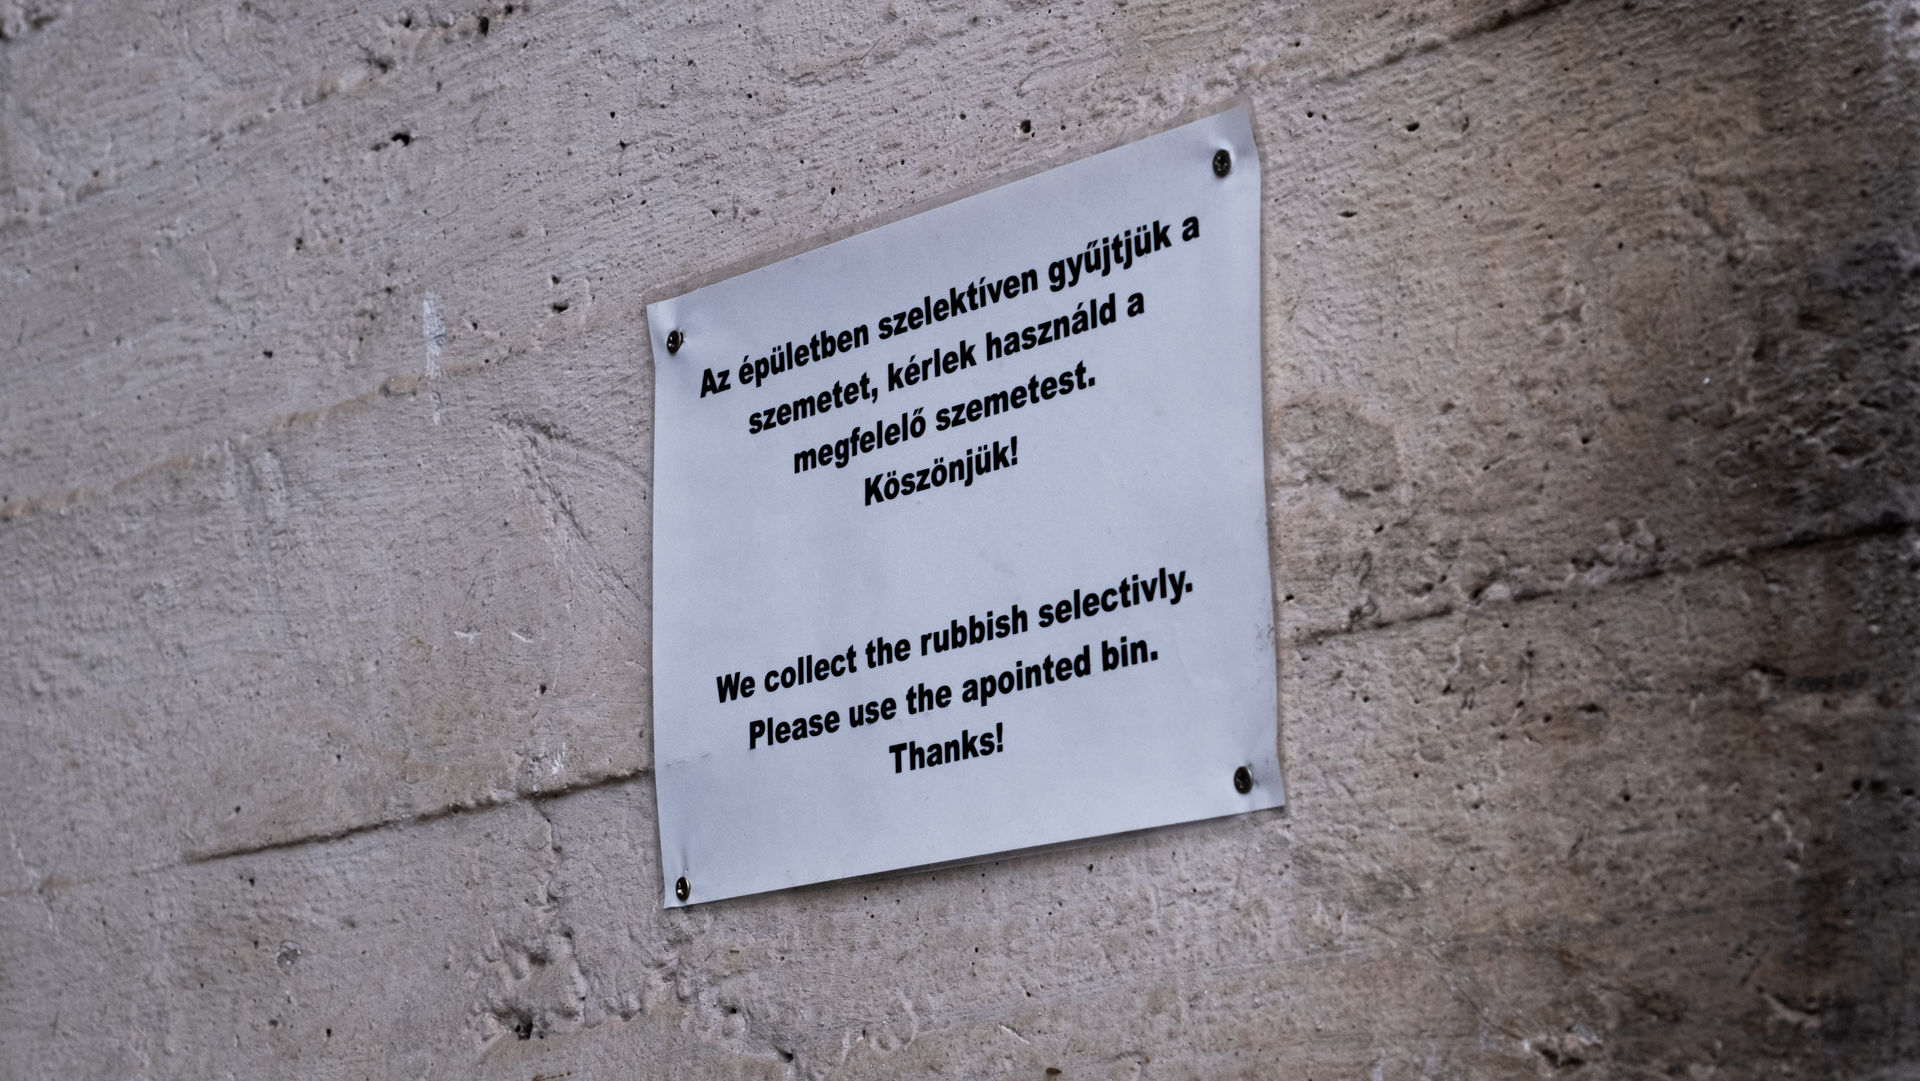 Az épületben szelektíven gyűjtjük a
szemetet, kérlek használd a
megfelelő szemetest.
Köszönjük!
We collect the rubbish selectivly.
Please use the apointed bin.
Thanks!